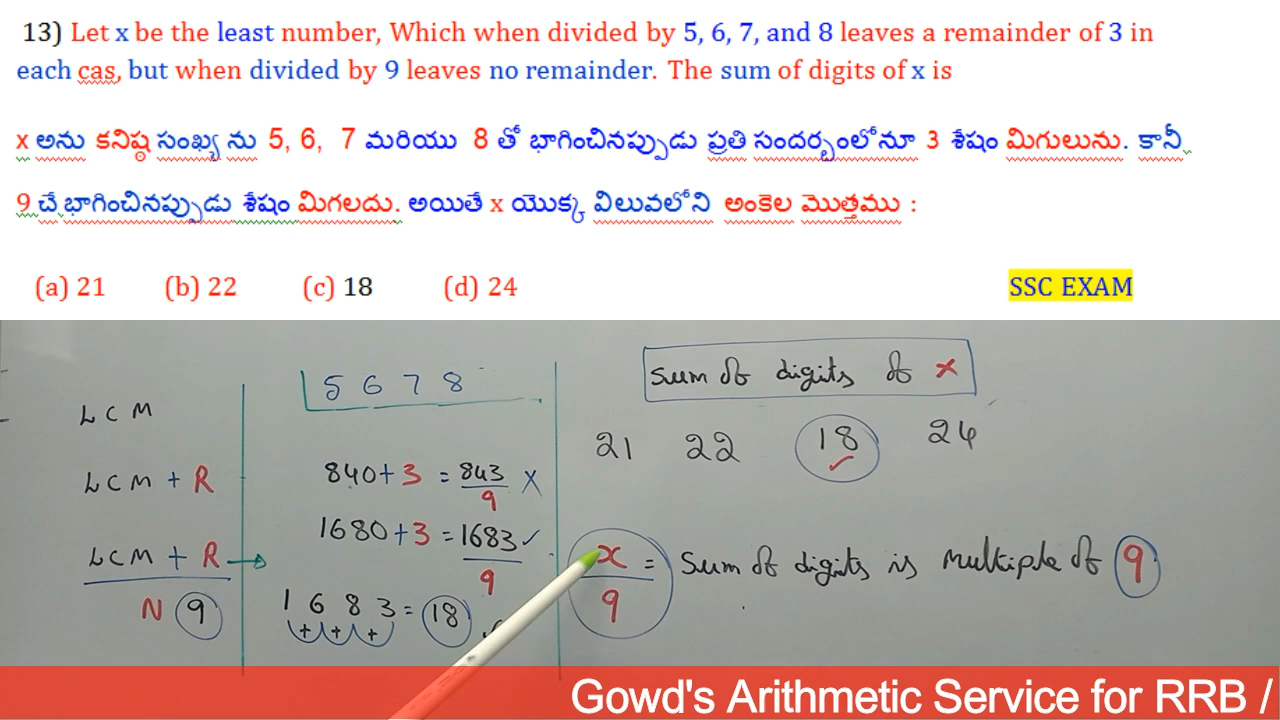 13) Let x be the least number, Which when divided by 5, 6, 7, and 8 leaves a remainder of 3 in
each cas, but when divided by 9 leaves no remainder. The sum of digits of x is
x అను కనిష్ఠ సంఖ్య ను 5, 6, 7 మరియు 8 తో భాగించినప్పుడు ప్రతి సందర్భంలోనూ 3 శేషం మిగులును. కానీ
9 చే భాగించినప్పుడు శేషం మిగలదు. అయితే x యొక్క విలువలోని అంకెల మొత్తము :
(a) 21 (b) 22 (c) 18 (d) 24 SSC EXAM
Sum of digits of x
5 6 7 8
LCM
21 22 18 24
LCM + R
840+3 = 843/9 X
1680+3 = 1683/9 ✓
LCM + R
N 9
x/9 = Sum of digits is multiple of 9
1 6 8 3 = 18
+ + +
Gowd's Arithmetic Service for RRB /